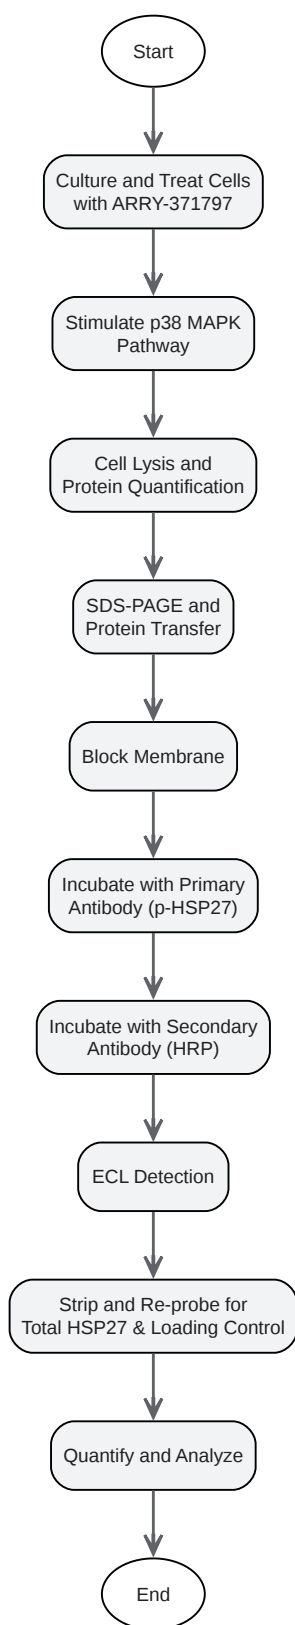 Start
Culture and Treat Cells
with ARRY-371797
Stimulate p38 MAPK
Pathway
Cell Lysis and
Protein Quantification
SDS-PAGE and
Protein Transfer
Block Membrane
Incubate with Primary
Antibody (p-HSP27)
Incubate with Secondary
Antibody (HRP)
ECL Detection
Strip and Re-probe for
Total HSP27 & Loading Control
Quantify and Analyze
End